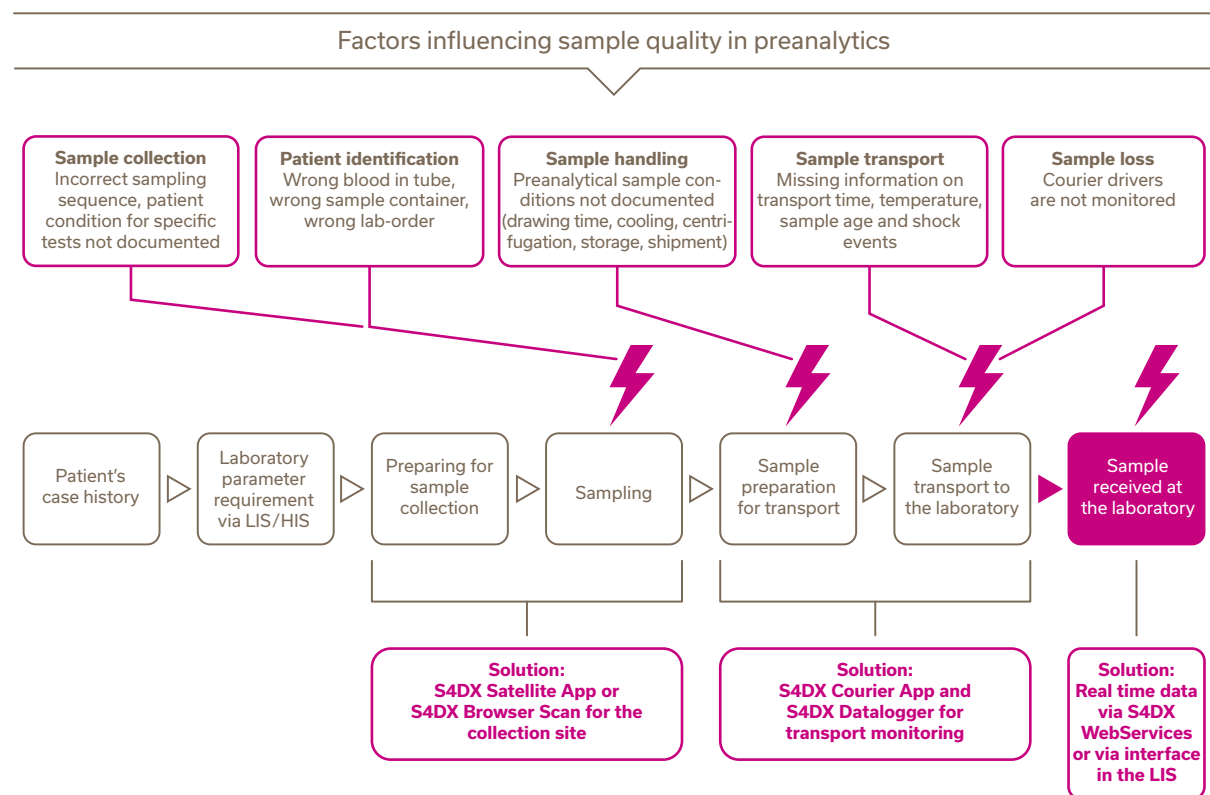 Factors influencing sample quality in preanalytics
Sample collection
Incorrect sampling
sequence, patient
condition for specific
tests not documented
Patient identification
Wrong blood in tube,
wrong sample container,
wrong lab-order
Sample handling
Preanalytical sample con-
ditions not documented
(drawing time, cooling, centri-
fugation, storage, shipment)
Sample transport
Missing information on
transport time, temperature,
sample age and shock
events
Sample loss
Courier drivers
are not monitored
Patient's
case history
Laboratory
parameter
requirement
via LIS/HIS
Preparing for
sample
collection
Sampling
Sample
preparation
for transport
Sample
transport to
the laboratory
Sample
received at
the laboratory
Solution:
S4DX Satellite App or
S4DX Browser Scan for the
collection site
Solution:
S4DX Courier App and
S4DX Datalogger for
transport monitoring
Solution:
Real time data
via S4DX
WebServices
or via interface
in the LIS